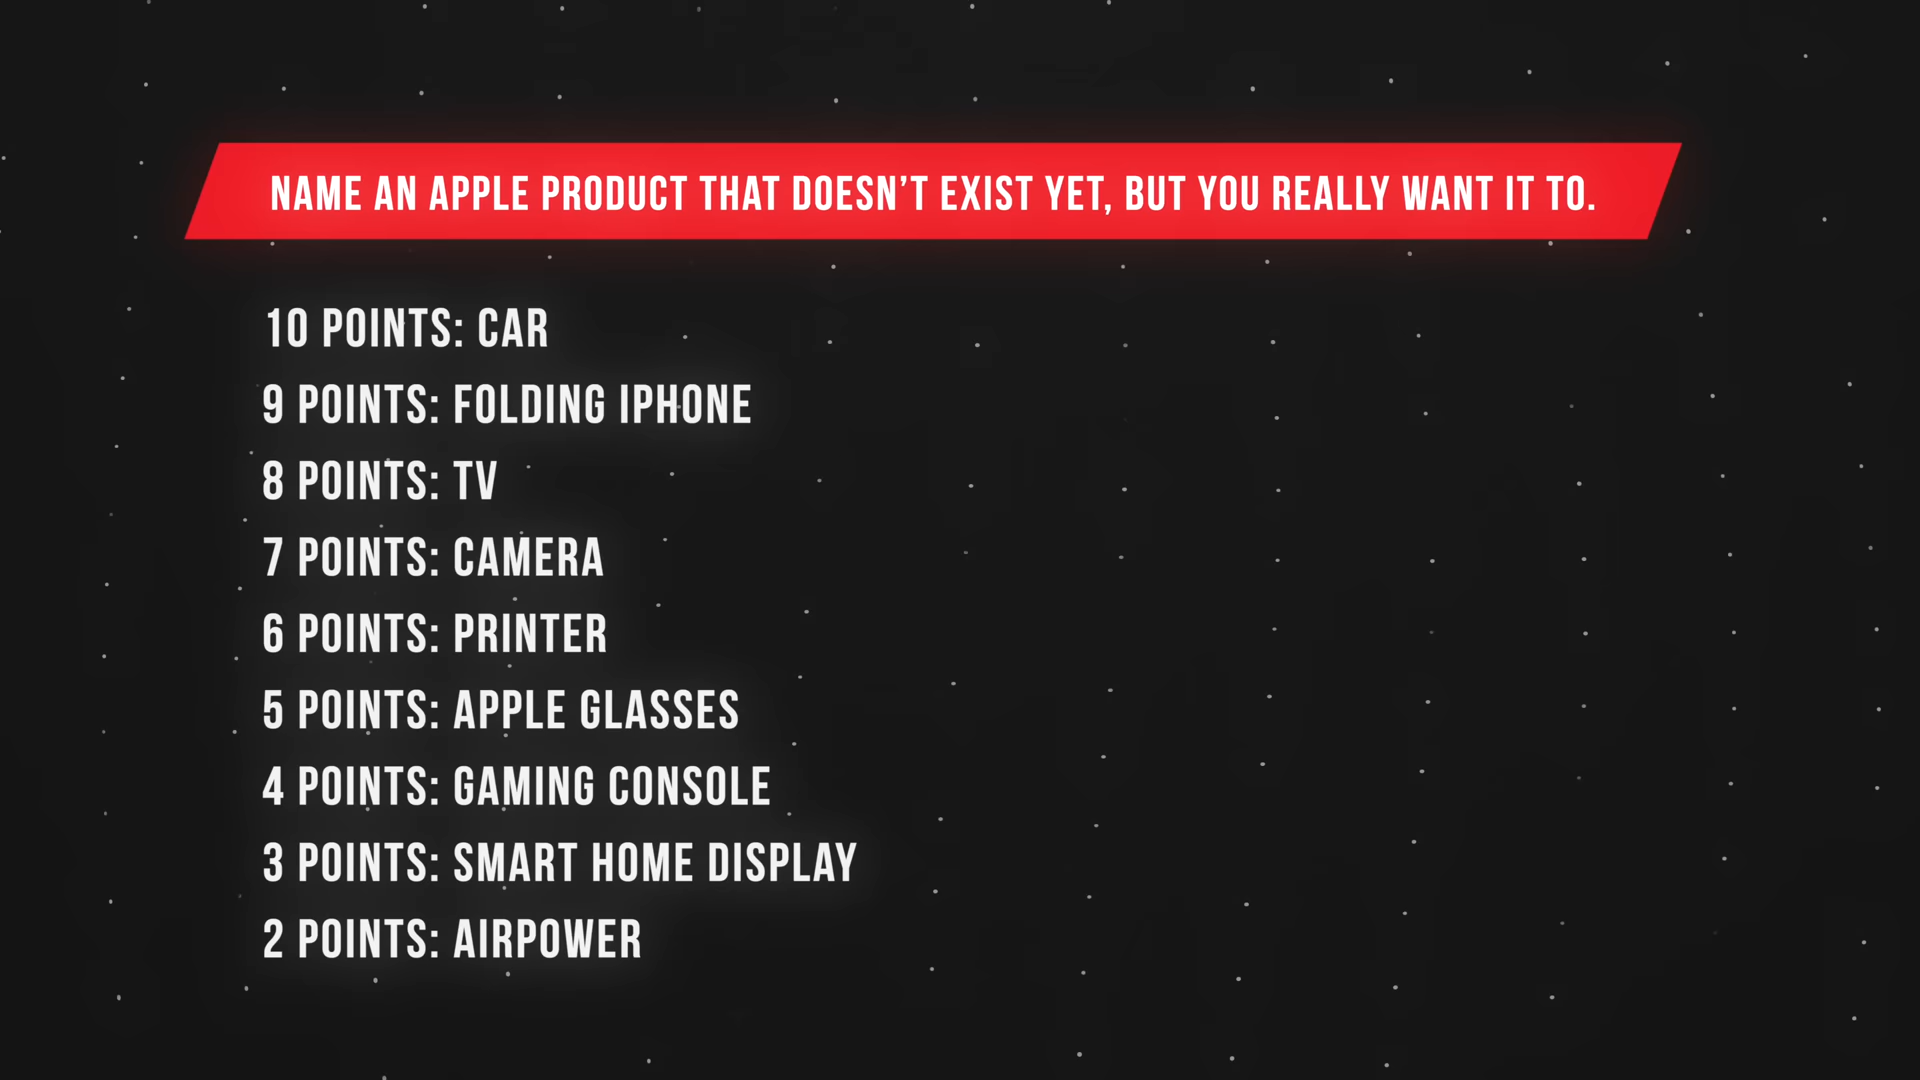 NAME AN APPLE PRODUCT THAT DOESN'T EXIST YET, BUT YOU REALLY WANT IT TO.
10 POINTS: CAR
9 POINTS: FOLDING IPHONE
8 POINTS: TV
7 POINTS: CAMERA
6 POINTS: PRINTER
5 POINTS: APPLE GLASSES
4 POINTS: GAMING CONSOLE
3 POINTS: SMART HOME DISPLAY
2 POINTS: AIRPOWER